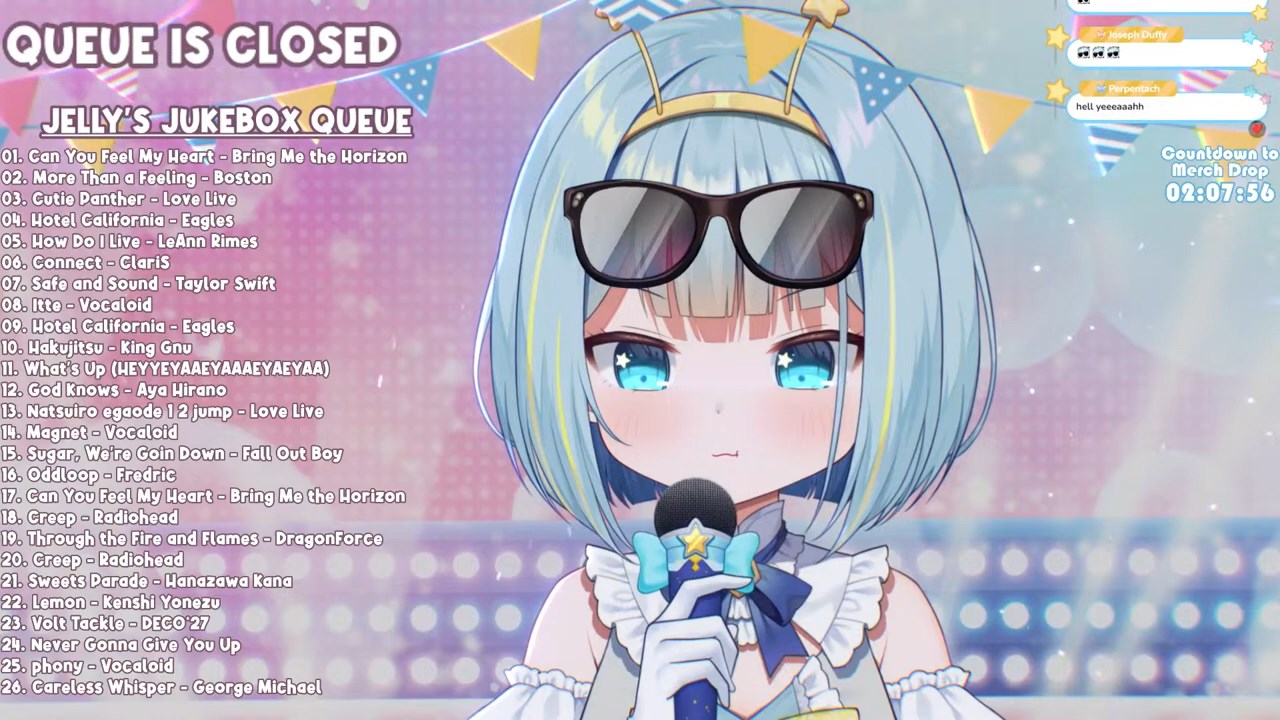 QUEUE IS CLOSED
JELLY'S JUKEBOX QUEUE
01. Can You Feel My Heart - Bring Me the Horizon
02. More Than a Feeling - Boston
03. Cutie Panther - Love Live
04. Hotel California - Eagles
05. How Do I Live - LeAnn Rimes
06. Connect - ClariS
07. Safe and Sound - Taylor Swift
08. Itte - Vocaloid
09. Hotel California - Eagles
10. Hakujitsu - King Gnu
11. What's Up (HEYYEYAAEYAAAEYAEYAA)
12. God Knows - Aya Hirano
13. Natsuiro egaode 1 2 jump - Love Live
14. Magnet - Vocaloid
15. Sugar, We're Goin Down - Fall Out Boy
16. Oddloop - Fredric
17. Can You Feel My Heart - Bring Me the Horizon
18. Creep - Radiohead
19. Through the Fire and Flames - DragonForce
20. Creep - Radiohead
21. Sweets Parade - Hanazawa Kana
22. Lemon - Kenshi Yonezu
23. Volt Tackle - DECO*27
24. Never Gonna Give You Up
25. phony - Vocaloid
26. Careless Whisper - George Michael
Joseph Duffy
Perpentach
hell yeeeaaahh
Countdown to
Merch Drop
02:07:56